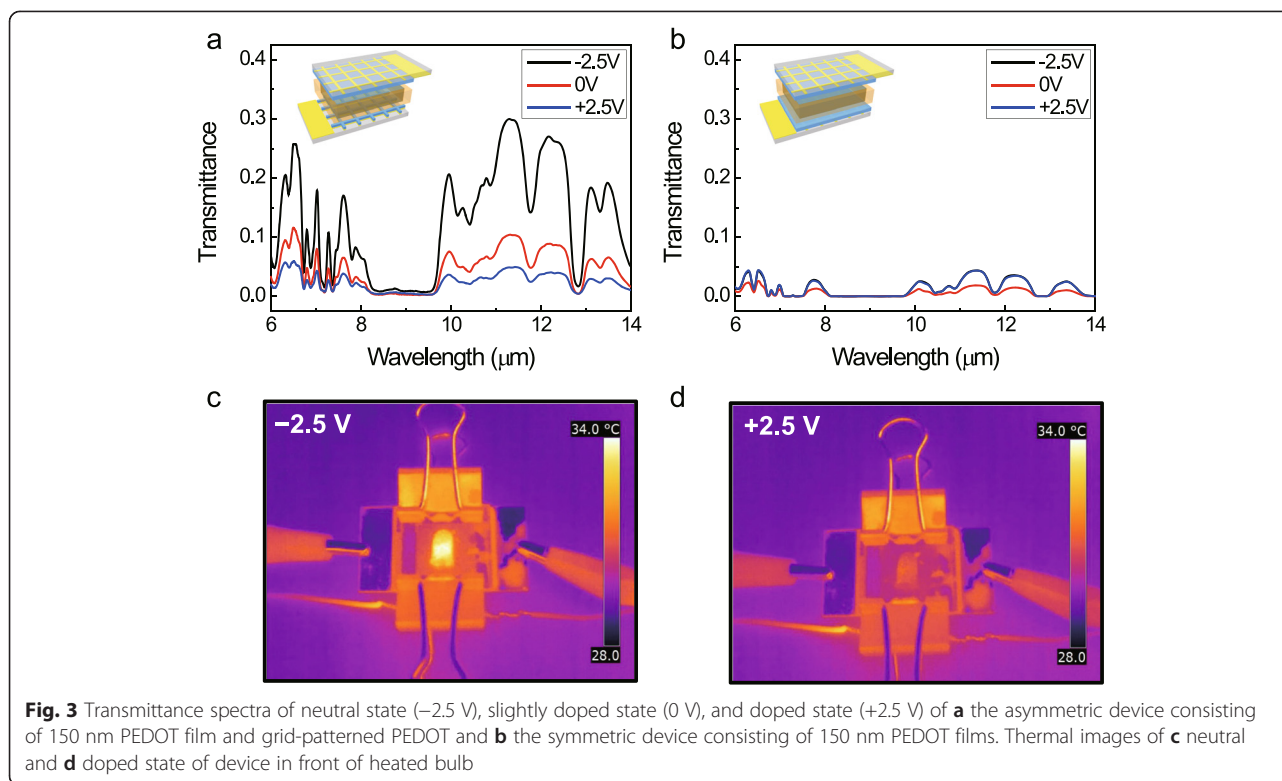 a
0.4
0.3
0.2
0.1
0.0
Transmittance
-2.5V
0V
+2.5V
6 8 10 12 14
Wavelength (μm)
b
0.4
0.3
0.2
0.1
0.0
Transmittance
-2.5V
0V
+2.5V
6 8 10 12 14
Wavelength (μm)
c
−2.5 V
34.0 °C
28.0
d
+2.5 V
34.0 °C
28.0
Fig. 3 Transmittance spectra of neutral state (−2.5 V), slightly doped state (0 V), and doped state (+2.5 V) of a the asymmetric device consisting
of 150 nm PEDOT film and grid-patterned PEDOT and b the symmetric device consisting of 150 nm PEDOT films. Thermal images of c neutral
and d doped state of device in front of heated bulb